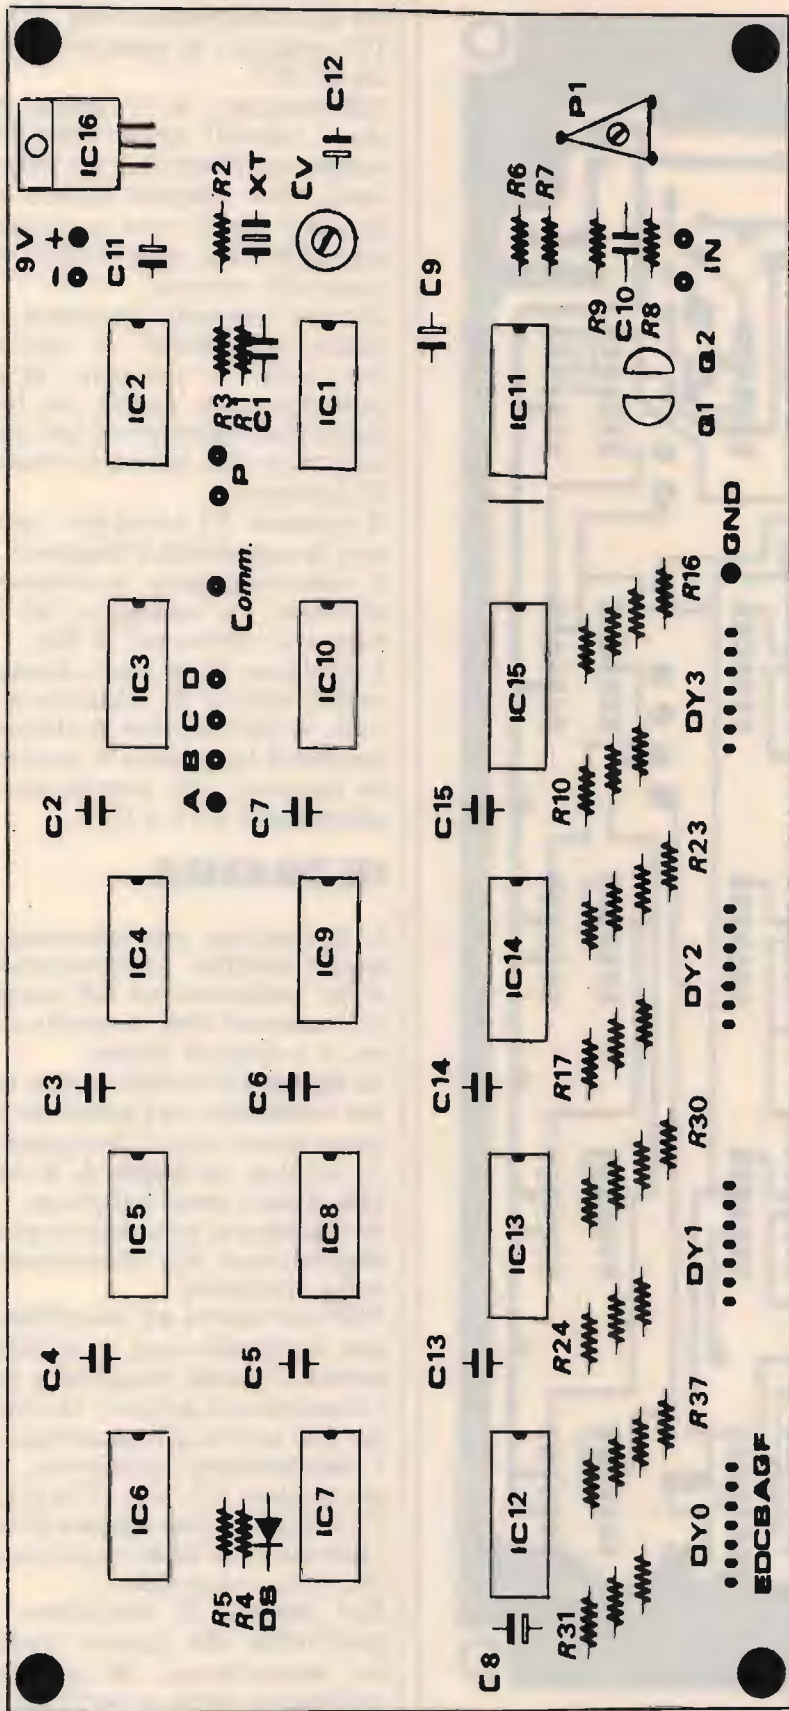 9V
- +
C4 C3 C2
IC16
C11
IC6 IC5 IC4 IC3 IC2
A B C D
R5 R3 R2
R4 Comm. P R1 XT
DS C1
C5 C6 C7
CV
IC7 IC8 IC9 IC10 IC1
C12
C9
C13 C14 C15
C8
IC12 IC13 IC14 IC15 IC11
R6
R7
R31 R24 R17 R10
P1
R9
C10
R8
R37 R30 R23 R16
DY0 DY1 DY2 DY3 Q1 Q2 IN
GND
EDCBAGF